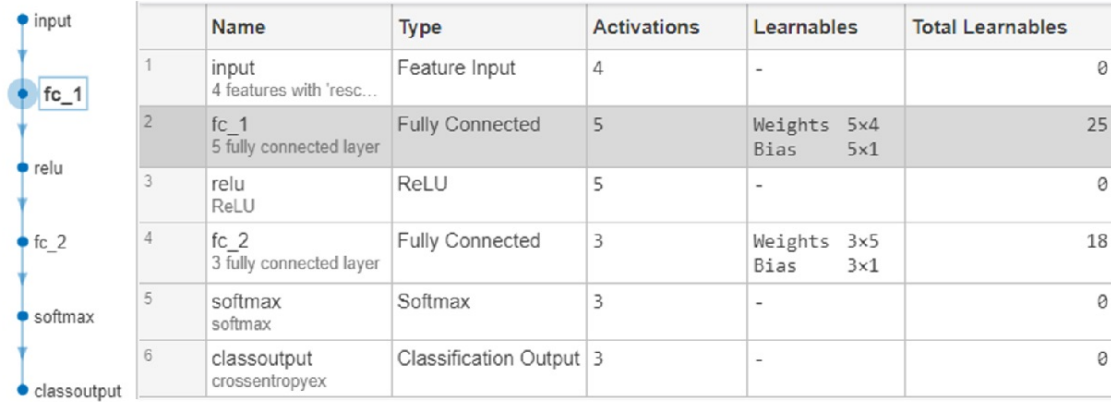 input
fc_1
relu
fc_2
softmax
classoutput
Name Type Activations Learnables Total Learnables
1 input Feature Input 4 - 0
4 features with 'resc...
2 fc_1 Fully Connected 5 Weights 5×4 25
5 fully connected layer Bias 5×1
3 relu ReLU 5 - 0
ReLU
4 fc_2 Fully Connected 3 Weights 3×5 18
3 fully connected layer Bias 3×1
5 softmax Softmax 3 - 0
softmax
6 classoutput Classification Output 3 - 0
crossentropyex